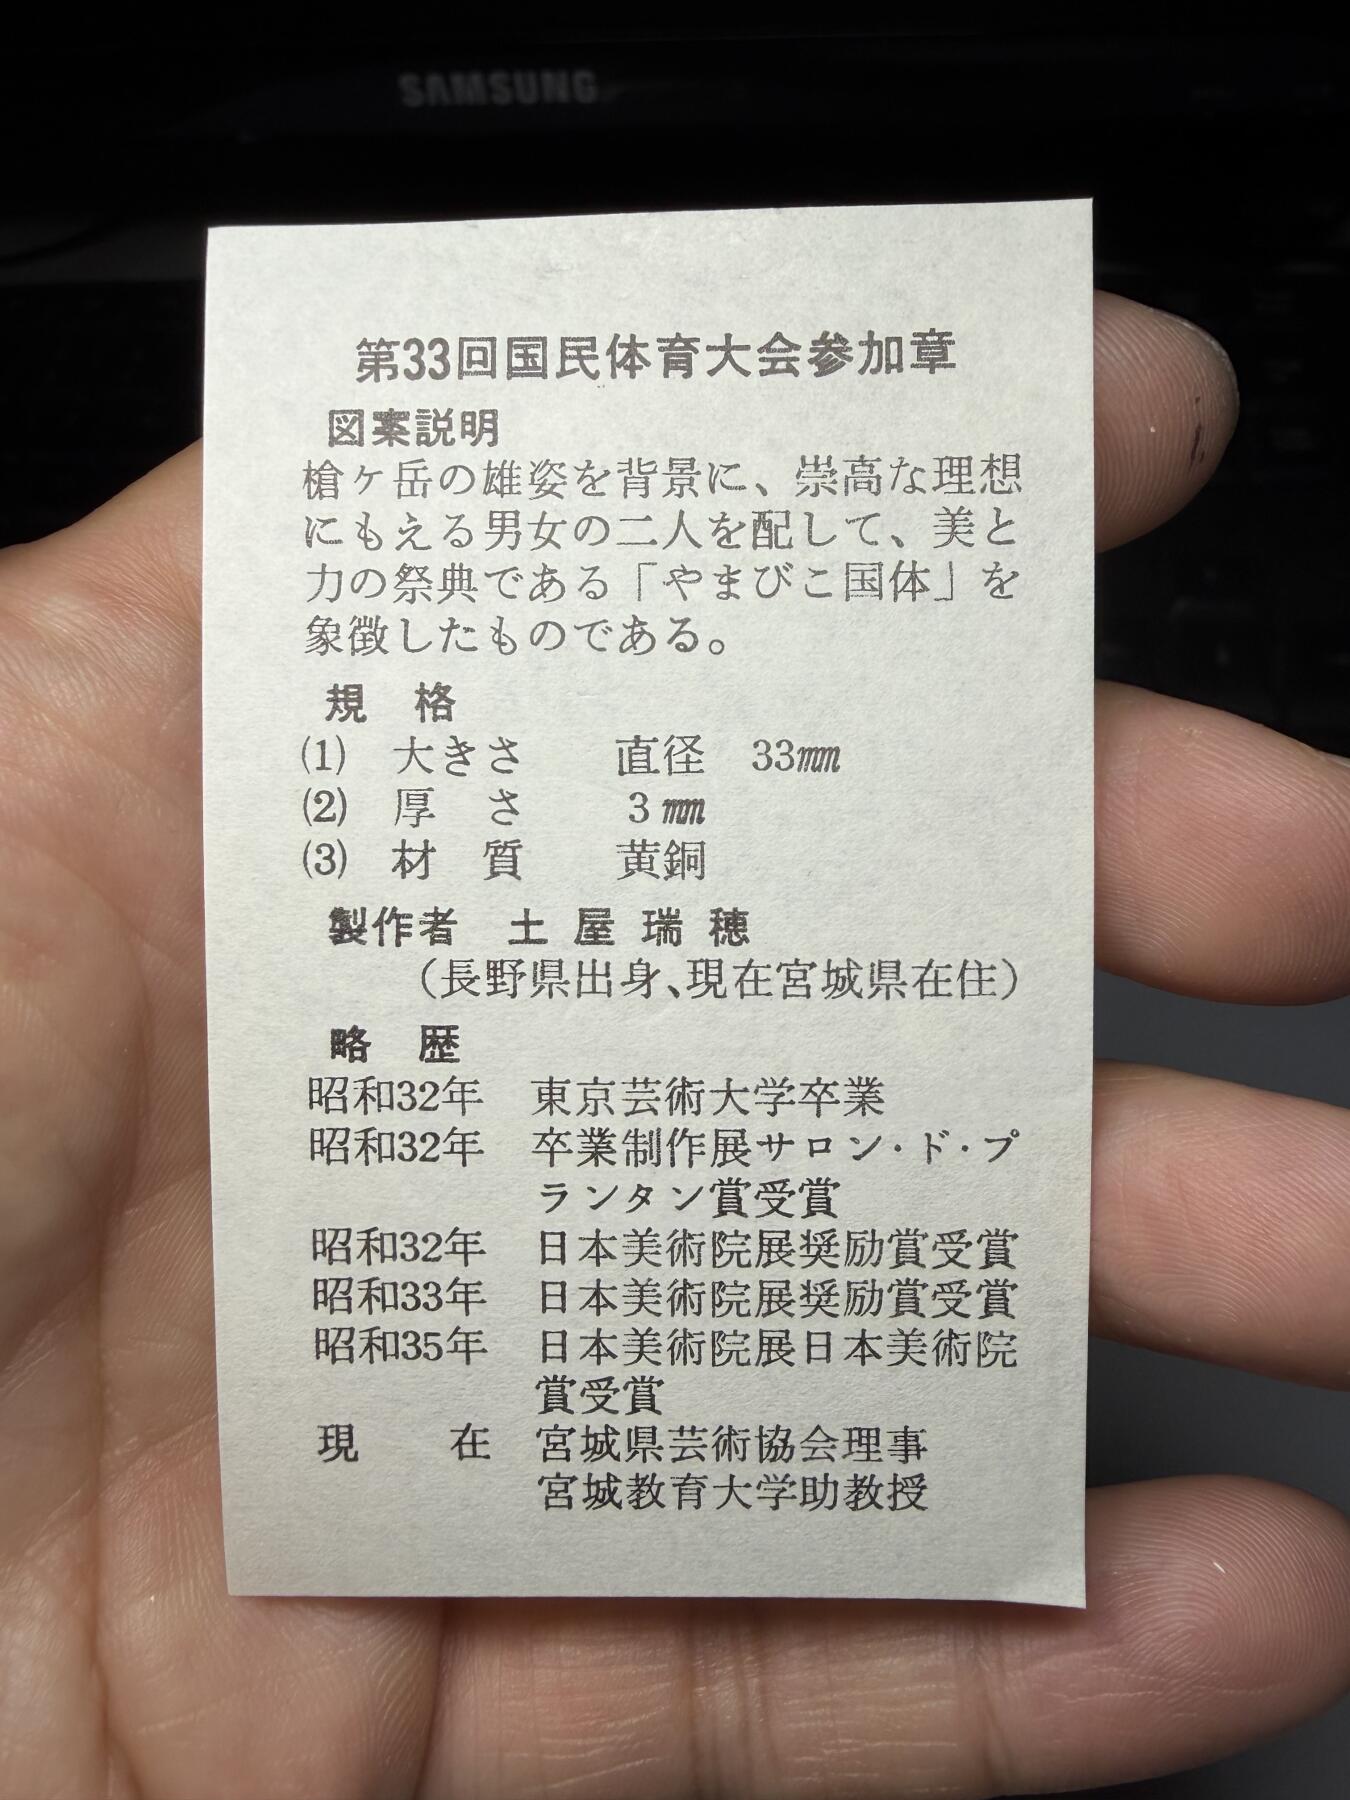 SAMSUNG
第33回国民体育大会参加章
図案説明
槍ヶ岳の雄姿を背景に、崇高な理想
にもえる男女の二人を配して、美と
力の祭典である「やまびこ国体」を
象徴したものである。
規　格
⑴　大きさ　　直径　33㎜
⑵　厚　さ　　3㎜
⑶　材　質　　黄銅
製作者　土屋瑞穂
（長野県出身、現在宮城県在住）
略　歴
昭和32年　東京芸術大学卒業
昭和32年　卒業制作展サロン・ド・プ
ランタン賞受賞
昭和32年　日本美術院展奨励賞受賞
昭和33年　日本美術院展奨励賞受賞
昭和35年　日本美術院展日本美術院
賞受賞
現　　在　宮城県芸術協会理事
宮城教育大学助教授